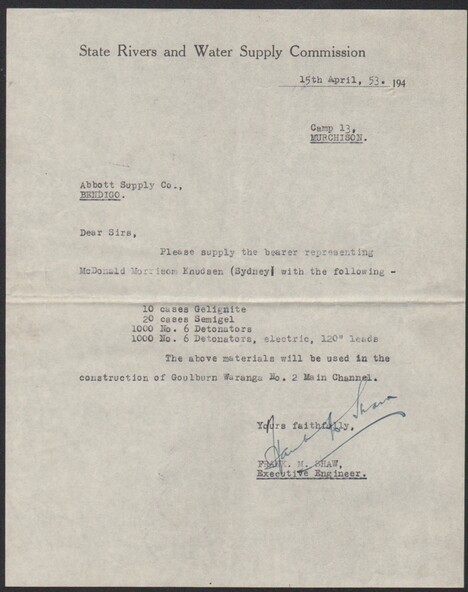 State Rivers and Water Supply Commission
15th April, 53. 194
Camp 13,
MURCHISON.
Abbott Supply Co.,
BENDIGO.
Dear Sirs,
Please supply the bearer representing
McDonald Morrison Knudsen (Sydney) with the following -
10 cases Gelignite
20 cases Semigel
1000 No. 6 Detonators
1000 No. 6 Detonators, electric, 120" leads
The above materials will be used in the
construction of Goulburn Waranga No. 2 Main Channel.
Yours faithfully,
Frank M Shaw
FRANK. M. SHAW,
Executive Engineer.